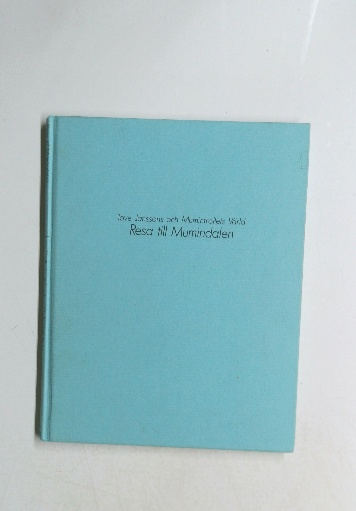 Tove Janssons och Mumintrollets Värld
Resa till Mumindalen